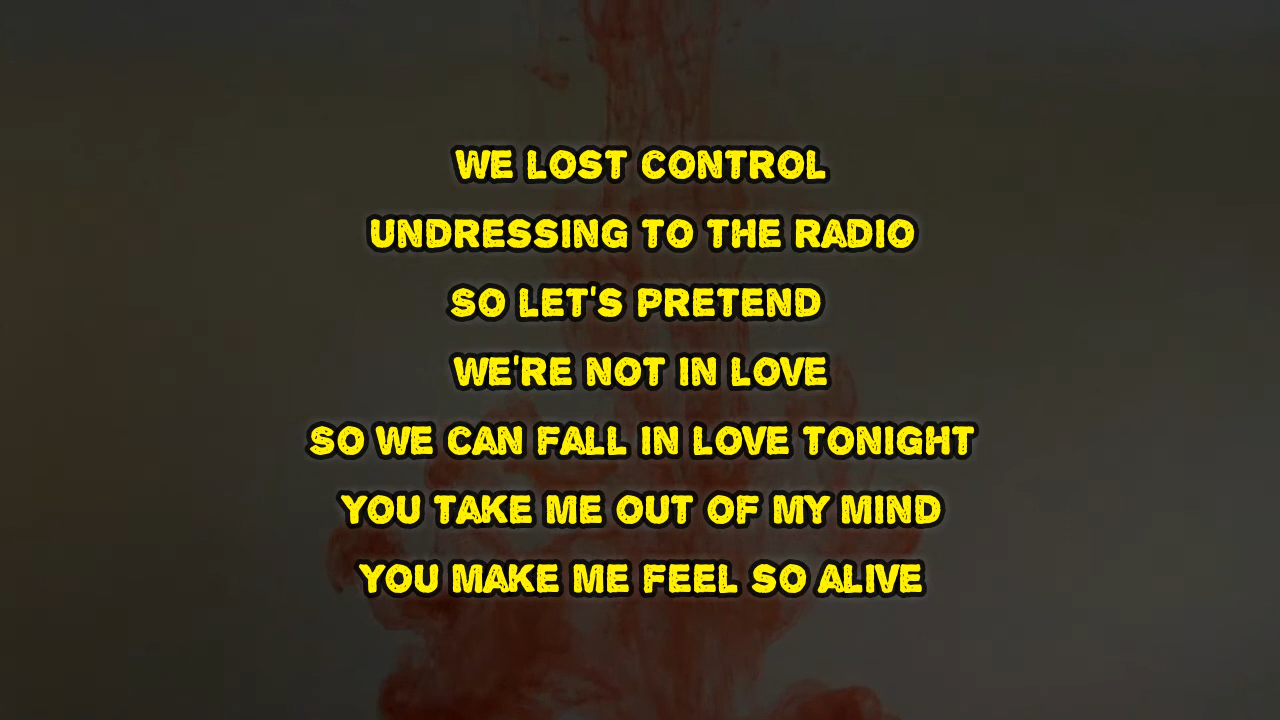 WE LOST CONTROL
UNDRESSING TO THE RADIO
SO LET'S PRETEND
WE'RE NOT IN LOVE
SO WE CAN FALL IN LOVE TONIGHT
YOU TAKE ME OUT OF MY MIND
YOU MAKE ME FEEL SO ALIVE